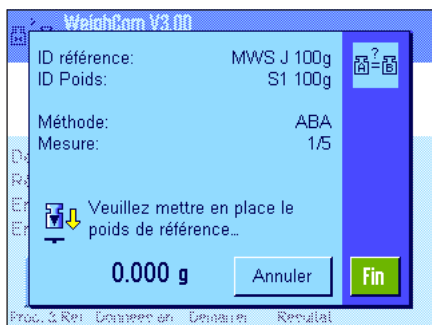 WeighCom V3.00
ID référence: MWS J 100g
ID Poids: S1 100g
Méthode: ABA
Mesure: 1/5
A?=B
Veuillez mettre en place le
poids de référence...
0.000 g Annuler Fin